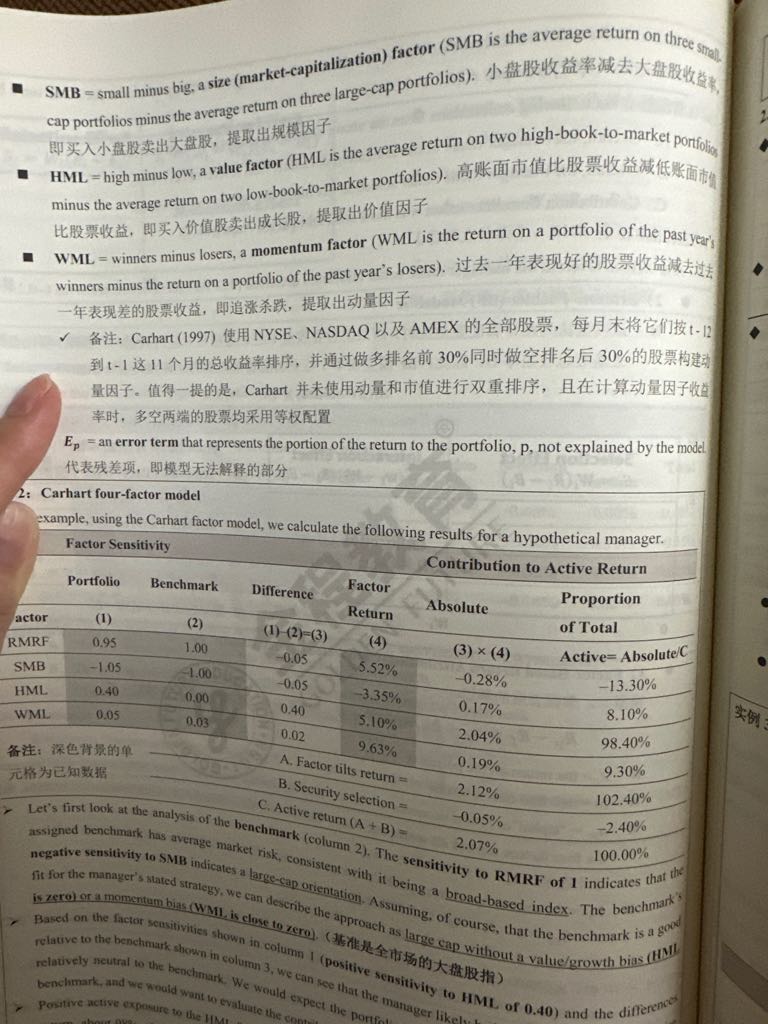 ■ SMB = small minus big, a size (market-capitalization) factor (SMB is the average return on three small-
cap portfolios minus the average return on three large-cap portfolios). 小盘股收益率减去大盘股收益率,
即买入小盘股卖出大盘股，提取出规模因子
■ HML = high minus low, a value factor (HML is the average return on two high-book-to-market portfolios
minus the average return on two low-book-to-market portfolios). 高账面市值比股票收益减低账面市值
比股票收益，即买入价值股卖出成长股，提取出价值因子
■ WML = winners minus losers, a momentum factor (WML is the return on a portfolio of the past year's
winners minus the return on a portfolio of the past year's losers). 过去一年表现好的股票收益减去过去
一年表现差的股票收益，即追涨杀跌，提取出动量因子
✓ 备注：Carhart (1997) 使用 NYSE、NASDAQ 以及 AMEX 的全部股票，每月末将它们按 t - 12
到 t - 1 这 11 个月的总收益率排序，并通过做多排名前 30%同时做空排名后 30%的股票构建动
量因子。值得一提的是，Carhart 并未使用动量和市值进行双重排序，且在计算动量因子收益
率时，多空两端的股票均采用等权配置
Ep = an error term that represents the portion of the return to the portfolio, p, not explained by the model.
代表残差项，即模型无法解释的部分
2: Carhart four-factor model
example, using the Carhart factor model, we calculate the following results for a hypothetical manager.
Factor Sensitivity Contribution to Active Return
Portfolio Benchmark Difference Factor Return Absolute Proportion of Total
actor (1) (2) (1)–(2)=(3) (4) (3) × (4) Active= Absolute/C
RMRF 0.95 1.00 −0.05 5.52% −0.28% −13.30%
SMB −1.05 −1.00 −0.05 −3.35% 0.17% 8.10%
HML 0.40 0.00 0.40 5.10% 2.04% 98.40%
WML 0.05 0.03 0.02 9.63% 0.19% 9.30%
备注：深色背景的单 A. Factor tilts return = 2.12% 102.40%
元格为已知数据 B. Security selection = −0.05% −2.40%
C. Active return (A + B) = 2.07% 100.00%
➢ Let's first look at the analysis of the benchmark (column 2). The sensitivity to RMRF of 1 indicates that the
assigned benchmark has average market risk, consistent with it being a broad-based index. The benchmark's
negative sensitivity to SMB indicates a large-cap orientation. Assuming, of course, that the benchmark is a good
fit for the manager's stated strategy, we can describe the approach as large cap without a value/growth bias (HML
is zero) or a momentum bias (WML is close to zero).（基准是全市场的大盘股指）
➢ Based on the factor sensitivities shown in column 1 (positive sensitivity to HML of 0.40) and the differences
relative to the benchmark shown in column 3, we can see that the manager likely
relatively neutral to the benchmark. We would expect the
benchmark, and we would want to evaluate the
➢ Positive active exposure to the HML
金程教育
实例